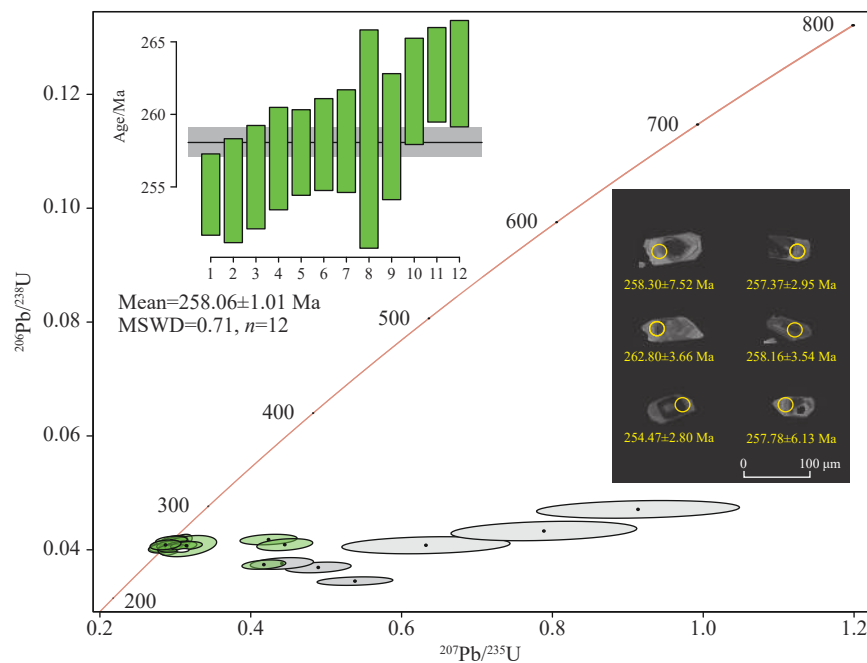 800
265
0.12
700
Age/Ma
260
255
0.10
600
1 2 3 4 5 6 7 8 9 10 11 12
258.30±7.52 Ma 257.37±2.95 Ma
Mean=258.06±1.01 Ma
MSWD=0.71, n=12
500
0.08
²⁰⁶Pb/²³⁸U
262.80±3.66 Ma 258.16±3.54 Ma
400
0.06
254.47±2.80 Ma 257.78±6.13 Ma
0 100 μm
300
0.04
200
0.2 0.4 0.6 0.8 1.0 1.2
²⁰⁷Pb/²³⁵U